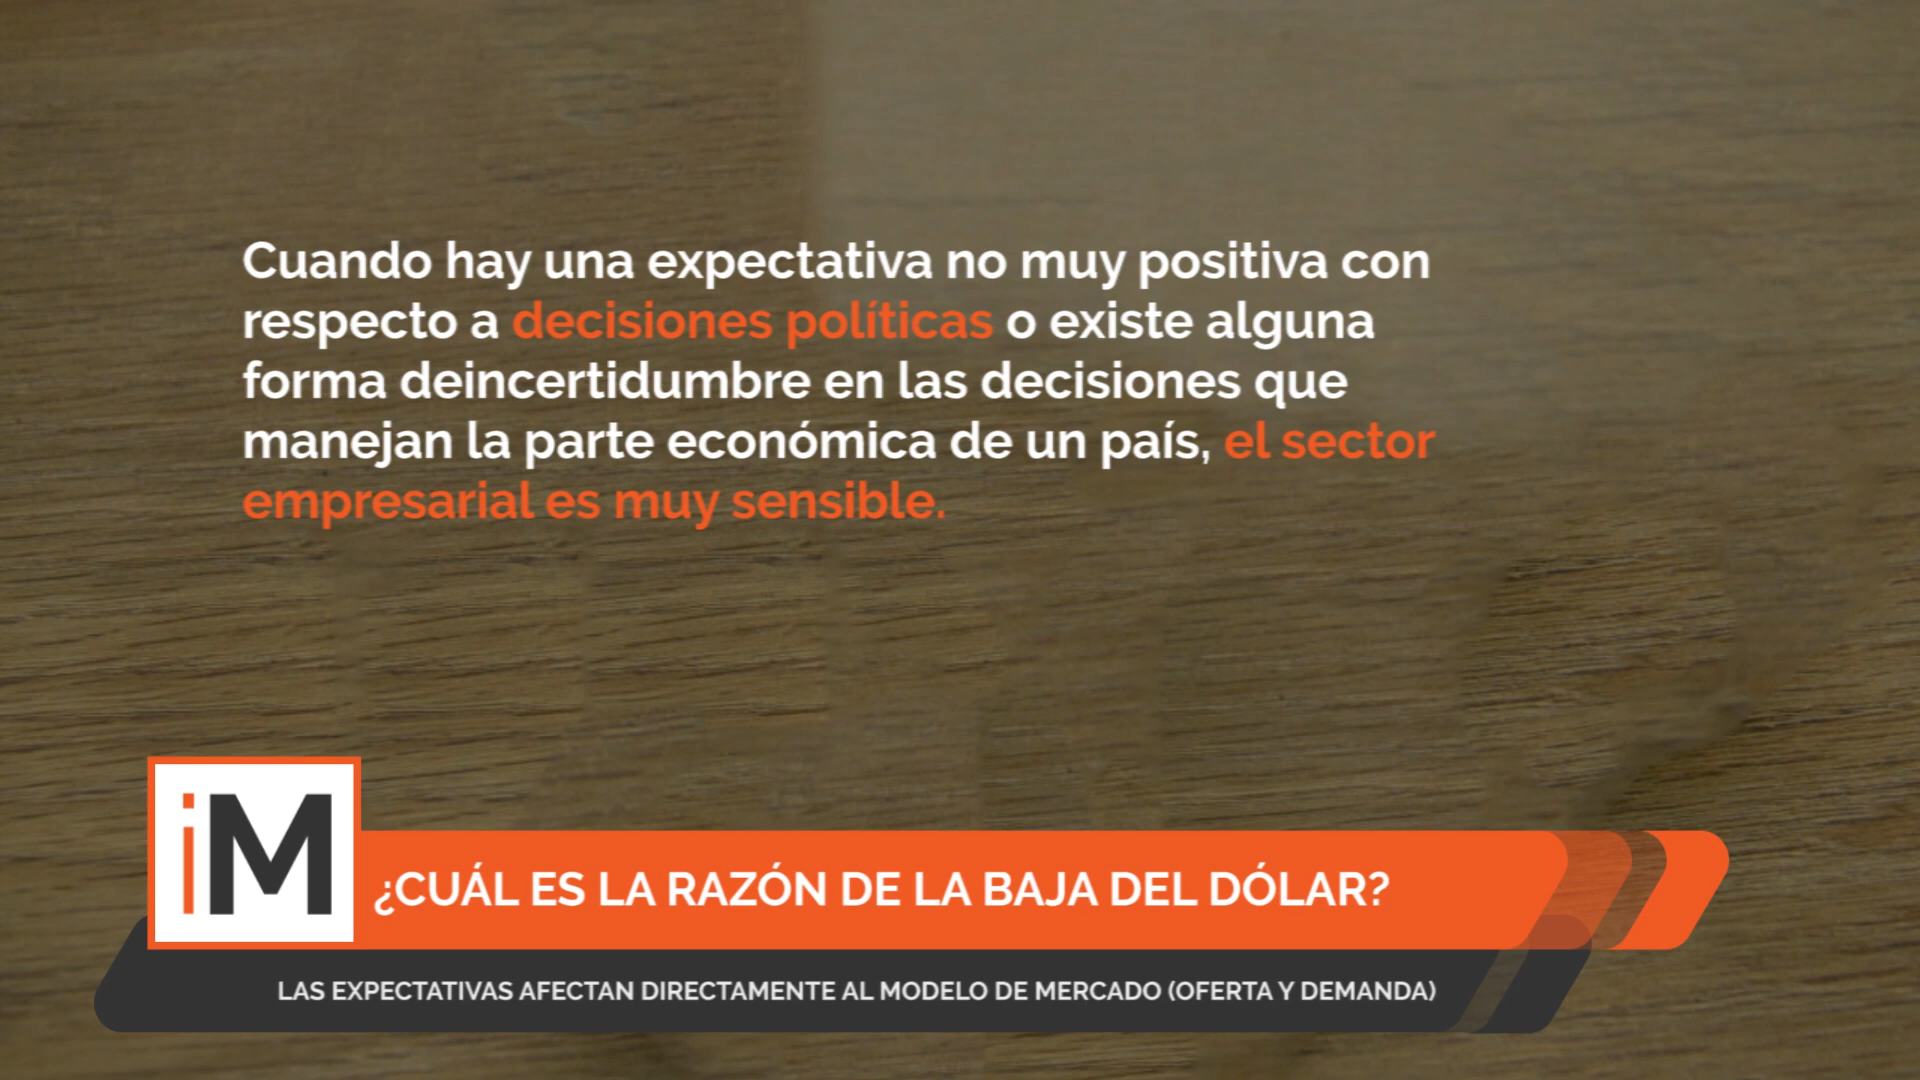 Cuando hay una expectativa no muy positiva con
respecto a decisiones políticas o existe alguna
forma deincertidumbre en las decisiones que
manejan la parte económica de un país, el sector
empresarial es muy sensible.
iM
¿CUÁL ES LA RAZÓN DE LA BAJA DEL DÓLAR?
LAS EXPECTATIVAS AFECTAN DIRECTAMENTE AL MODELO DE MERCADO (OFERTA Y DEMANDA)